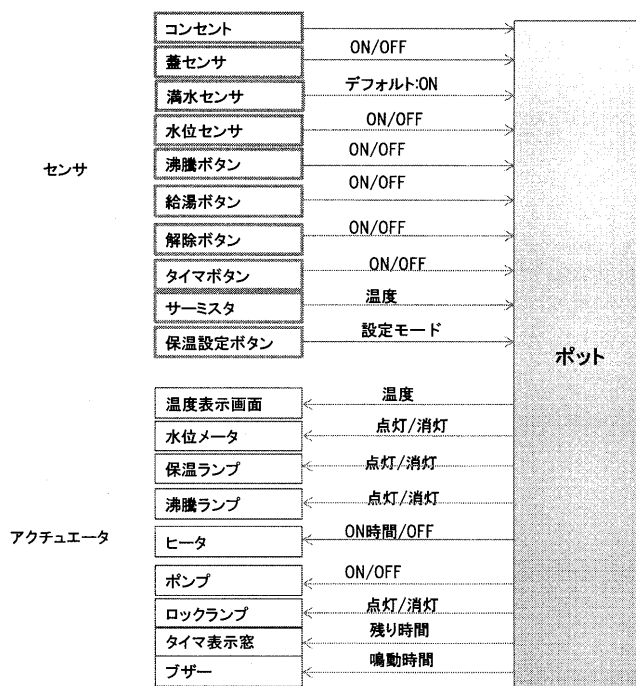 コンセント
ON/OFF
蓋センサ
デフォルト:ON
満水センサ
ON/OFF
水位センサ
ON/OFF
沸騰ボタン
ON/OFF
給湯ボタン
ON/OFF
解除ボタン
ON/OFF
タイマボタン
温度
サーミスタ
設定モード
保温設定ボタン
センサ
ポット
温度
温度表示画面
点灯/消灯
水位メータ
点灯/消灯
保温ランプ
点灯/消灯
沸騰ランプ
ON時間/OFF
ヒータ
アクチュエータ
ON/OFF
ポンプ
点灯/消灯
ロックランプ
残り時間
タイマ表示窓
鳴動時間
ブザー